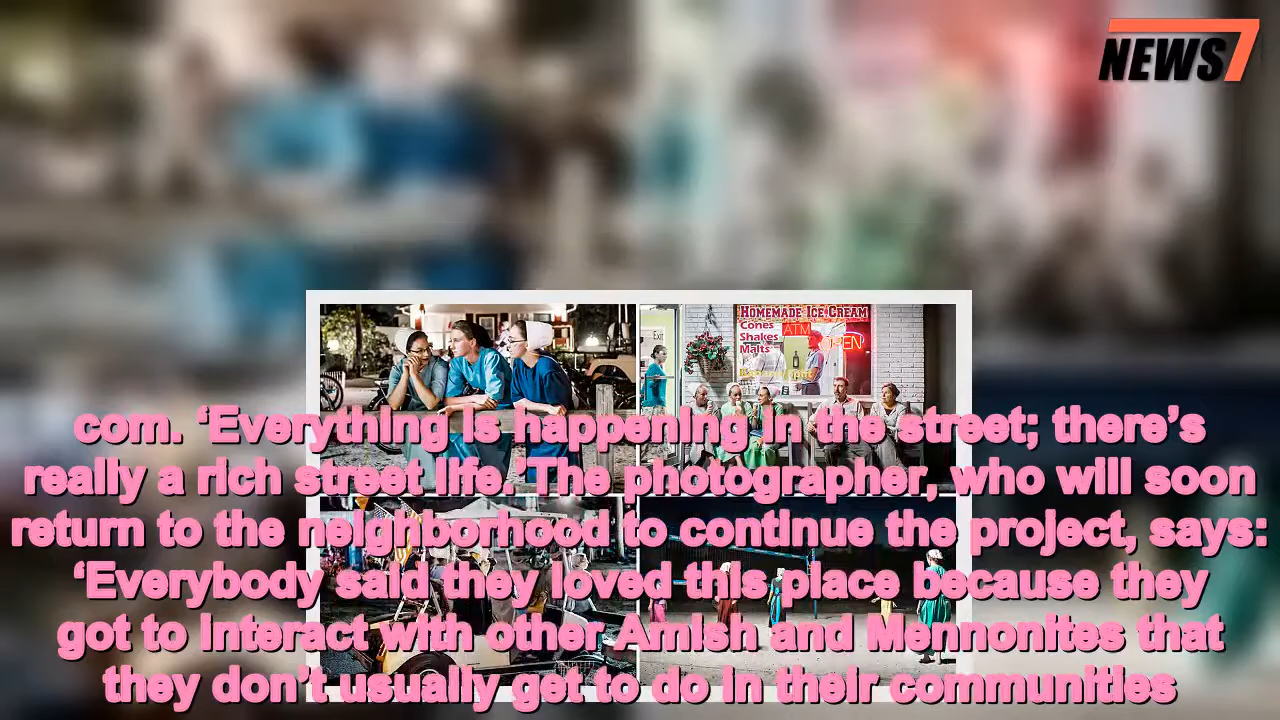 NEWS7
HOMEMADE ICE CREAM
Cones
ATM
Exit
Shakes
OPEN
Malts
Banana Split
com. ‘Everything is happening in the street; there’s
really a rich street life.’The photographer, who will soon
return to the neighborhood to continue the project, says:
‘Everybody said they loved this place because they
got to interact with other Amish and Mennonites that
they don’t usually get to do in their communities